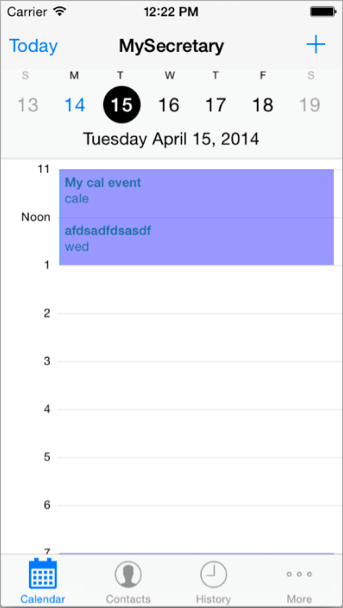 Carrier 12:22 PM
Today MySecretary +
S M T W T F S
13 14 15 16 17 18 19
Tuesday April 15, 2014
11
My cal event
cale
Noon
afdsadfdsasdf
wed
1
2
3
4
5
6
7
Calendar Contacts History More